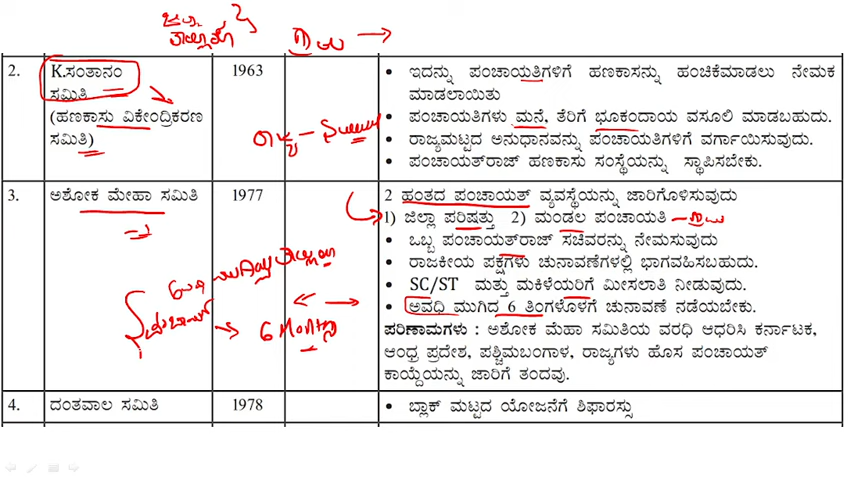 2. K.ಸಂತಾನಂ 1963 • ಇದನ್ನು ಪಂಚಾಯತಿಗಳಿಗೆ ಹಣಕಾಸನ್ನು ಹಂಚಿಕೆಮಾಡಲು ನೇಮಕ
ಸಮಿತಿ ಮಾಡಲಾಯಿತು
(ಹಣಕಾಸು ವಿಕೇಂದ್ರಿಕರಣ • ಪಂಚಾಯತಿಗಳು ಮನೆ, ತೆರಿಗೆ ಭೂಕಂದಾಯ ವಸೂಲಿ ಮಾಡಬಹುದು.
ಸಮಿತಿ) • ರಾಜ್ಯಮಟ್ಟದ ಅನುಧಾನವನ್ನು ಪಂಚಾಯತಿಗಳಿಗೆ ವರ್ಗಾಯಿಸುವುದು.
• ಪಂಚಾಯತ್‌ರಾಜ್ ಹಣಕಾಸು ಸಂಸ್ಥೆಯನ್ನು ಸ್ಥಾಪಿಸಬೇಕು.
3. ಅಶೋಕ ಮೇಹಾ ಸಮಿತಿ 1977 2 ಹಂತದ ಪಂಚಾಯತ್ ವ್ಯವಸ್ಥೆಯನ್ನು ಜಾರಿಗೊಳಿಸುವುದು
1) ಜಿಲ್ಲಾ ಪರಿಷತ್ತು 2) ಮಂಡಲ ಪಂಚಾಯತಿ
• ಒಬ್ಬ ಪಂಚಾಯತ್‌ರಾಜ್ ಸಚಿವರನ್ನು ನೇಮಸುವುದು
• ರಾಜಕೀಯ ಪಕ್ಷಗಳು ಚುನಾವಣೆಗಳಲ್ಲಿ ಭಾಗವಹಿಸಬಹುದು.
• SC/ST ಮತ್ತು ಮಕಿಳೆಯರಿಗೆ ಮೀಸಲಾತಿ ನೀಡುವುದು.
• ಅವಧಿ ಮುಗಿದ 6 ತಿಂಗಳೊಳಗೆ ಚುನಾವಣೆ ನಡೆಯಬೇಕು.
6 Months
ಪರಿಣಾಮಗಳು : ಅಶೋಕ ಮೆಹಾ ಸಮಿತಿಯ ವರಧಿ ಆಧರಿಸಿ ಕರ್ನಾಟಕ,
ಆಂಧ್ರ ಪ್ರದೇಶ, ಪಶ್ಚಿಮಬಂಗಾಳ, ರಾಜ್ಯಗಳು ಹೊಸ ಪಂಚಾಯತ್
ಕಾಯ್ದೆಯನ್ನು ಜಾರಿಗೆ ತಂದವು.
4. ದಂತವಾಲ ಸಮಿತಿ 1978 • ಬ್ಲಾಕ್ ಮಟ್ಟದ ಯೋಜನೆಗೆ ಶಿಫಾರಸ್ಸು